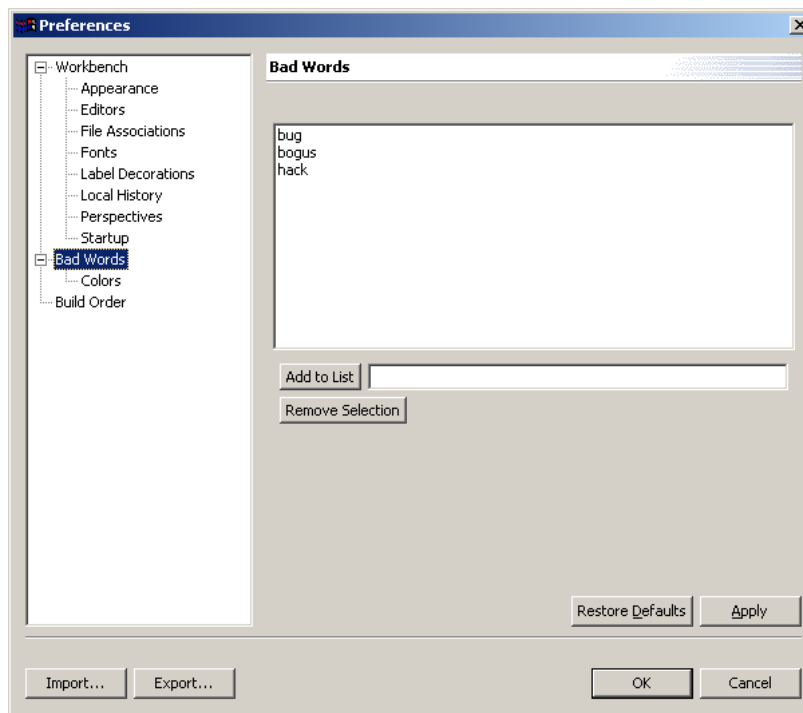 Preferences
Workbench
Appearance
Editors
File Associations
Fonts
Label Decorations
Local History
Perspectives
Startup
Bad Words
Colors
Build Order
Bad Words
bug
bogus
hack
Add to List
Remove Selection
Restore Defaults Apply
Import... Export... OK Cancel